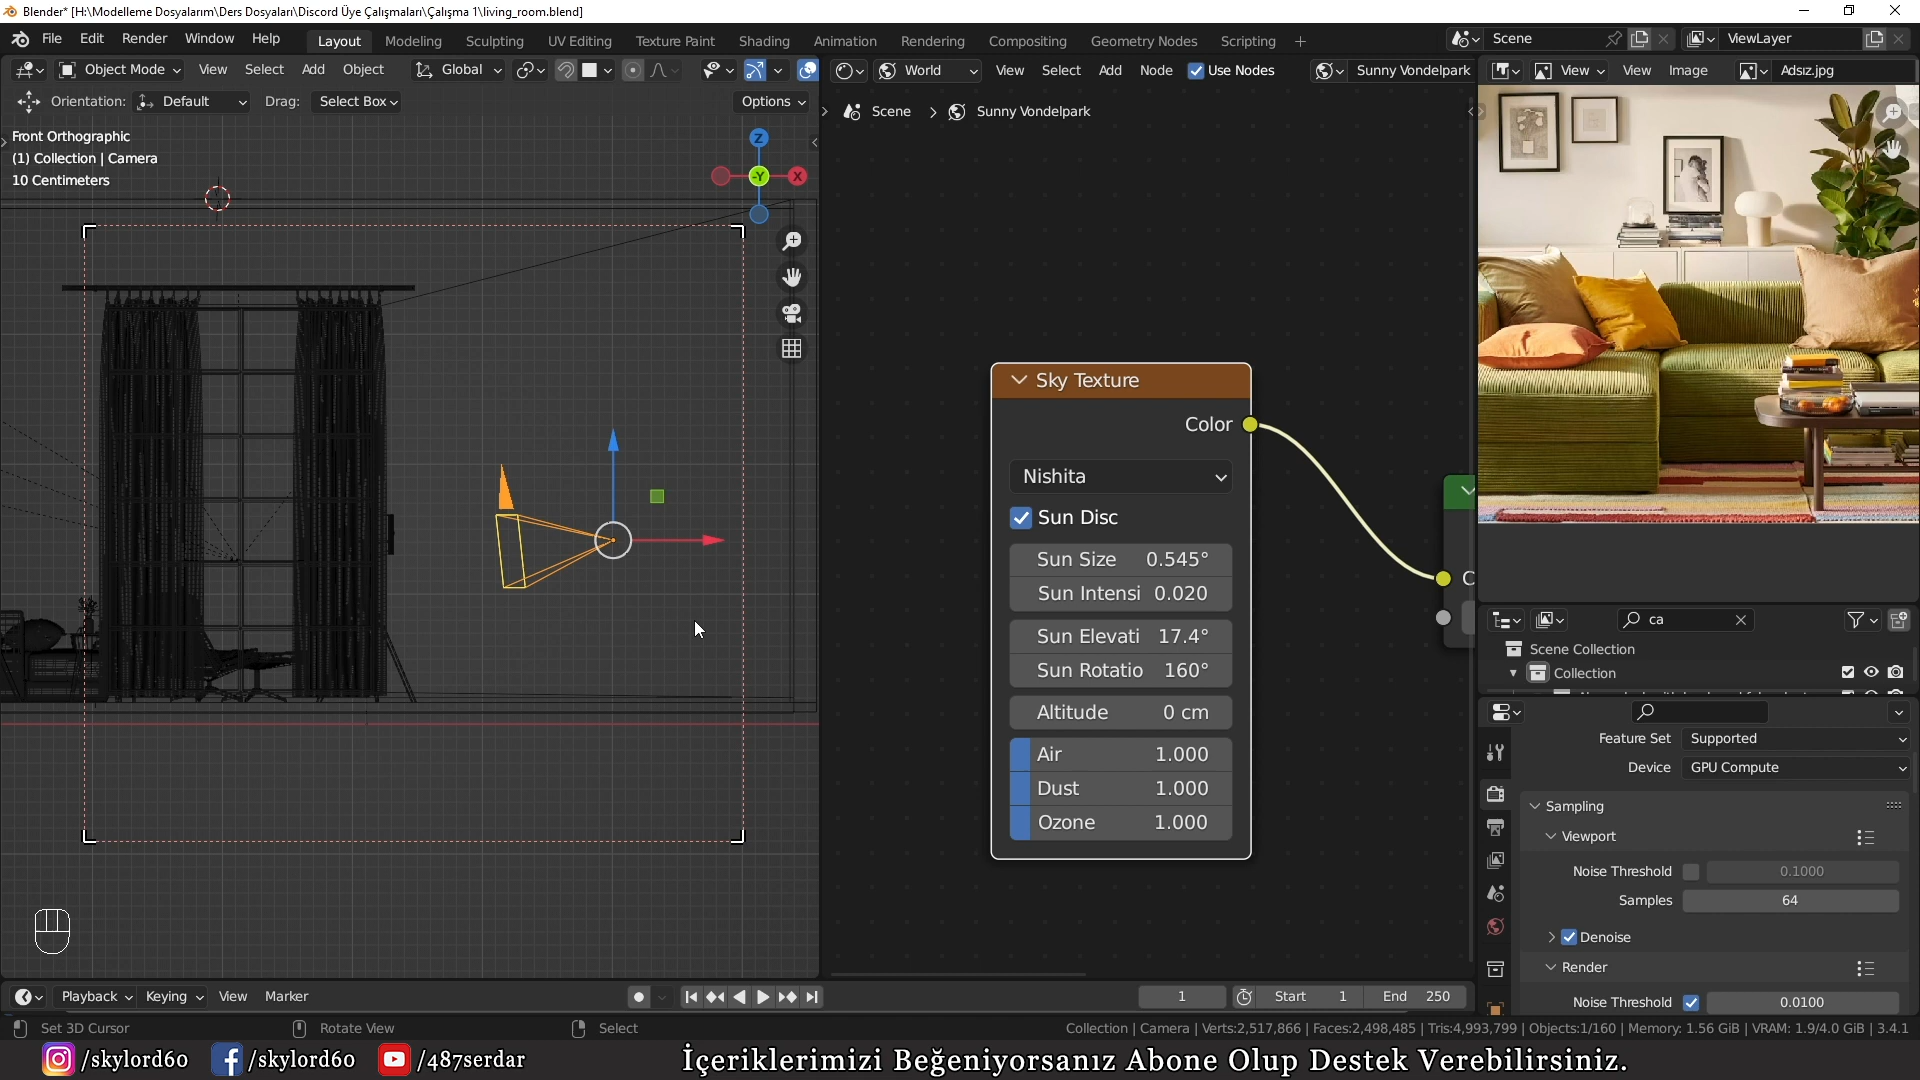 Blender* [H:\Modelleme Dosyalarım\Ders Dosyaları\Discord Üye Çalışmaları\Çalışma 1\living_room.blend]
File Edit Render Window Help
Layout Modeling Sculpting UV Editing Texture Paint Shading Animation Rendering Compositing Geometry Nodes Scripting +
Scene
ViewLayer
Object Mode View Select Add Object Global
World View Select Add Node Use Nodes Sunny Vondelpark
View View Image Adsız.jpg
Orientation: Default Drag: Select Box Options
Scene > Sunny Vondelpark
Front Orthographic
(1) Collection | Camera
10 Centimeters
Z
-Y X
Sky Texture
Color
Nishita
Sun Disc
Sun Size 0.545°
Sun Intensi 0.020
Sun Elevati 17.4°
Sun Rotatio 160°
Altitude 0 cm
Air 1.000
Dust 1.000
Ozone 1.000
C
ca
Scene Collection
Collection
Feature Set Supported
Device GPU Compute
Sampling
Viewport
Noise Threshold 0.1000
Samples 64
Denoise
Render
Noise Threshold 0.0100
Playback Keying View Marker
1 Start 1 End 250
Set 3D Cursor Rotate View Select
Collection | Camera | Verts:2,517,866 | Faces:2,498,485 | Tris:4,993,799 | Objects:1/160 | Memory: 1.56 GiB | VRAM: 1.9/4.0 GiB | 3.4.1
/skylord60 /skylord60 /487serdar İçeriklerimizi Beğeniyorsanız Abone Olup Destek Verebilirsiniz.